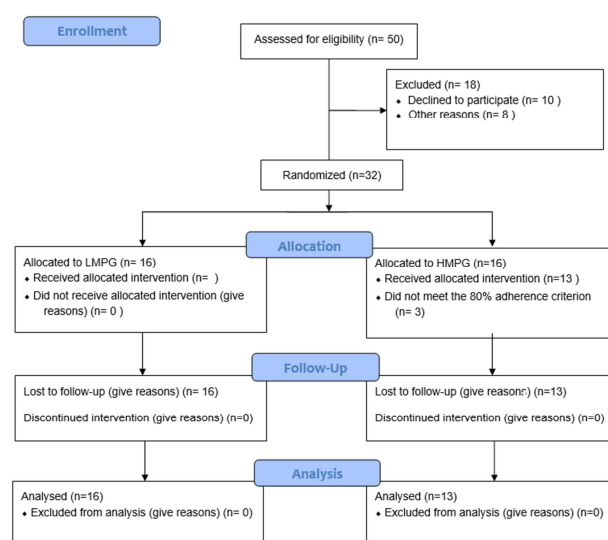 Enrollment
Assessed for eligibility (n= 50)
Excluded (n= 18)
⬥ Declined to participate (n= 10 )
⬥ Other reasons (n= 8 )
Randomized (n=32)
Allocation
Allocated to LMPG (n= 16)
⬥ Received allocated intervention (n=  )
⬥ Did not receive allocated intervention (give
reasons) (n= 0 )
Allocated to HMPG (n=16)
⬥ Received allocated intervention (n=13 )
⬥ Did not meet the 80% adherence criterion
(n= 3)
Follow-Up
Lost to follow-up (give reasons) (n= 16)
Discontinued intervention (give reasons) (n=0)
Lost to follow-up (give reasons) (n=13)
Discontinued intervention (give reasons) (n=0)
Analysis
Analysed (n=16)
⬥ Excluded from analysis (give reasons) (n= 0)
Analysed (n=13)
⬥ Excluded from analysis (give reasons) (n=0)